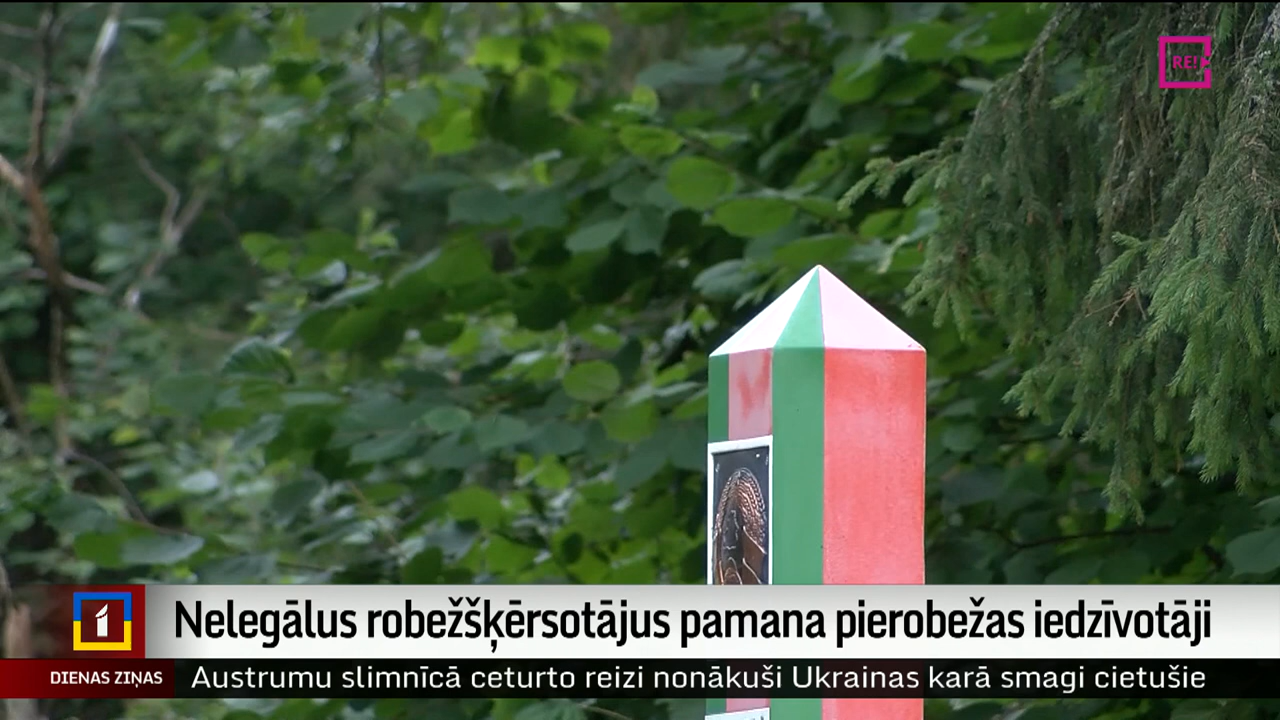 RE!
Nelegālus robežšķērsotājus pamana pierobežas iedzīvotāji
1
DIENAS ZIŅAS
Austrumu slimnīcā ceturto reizi nonākuši Ukrainas karā smagi cietušie